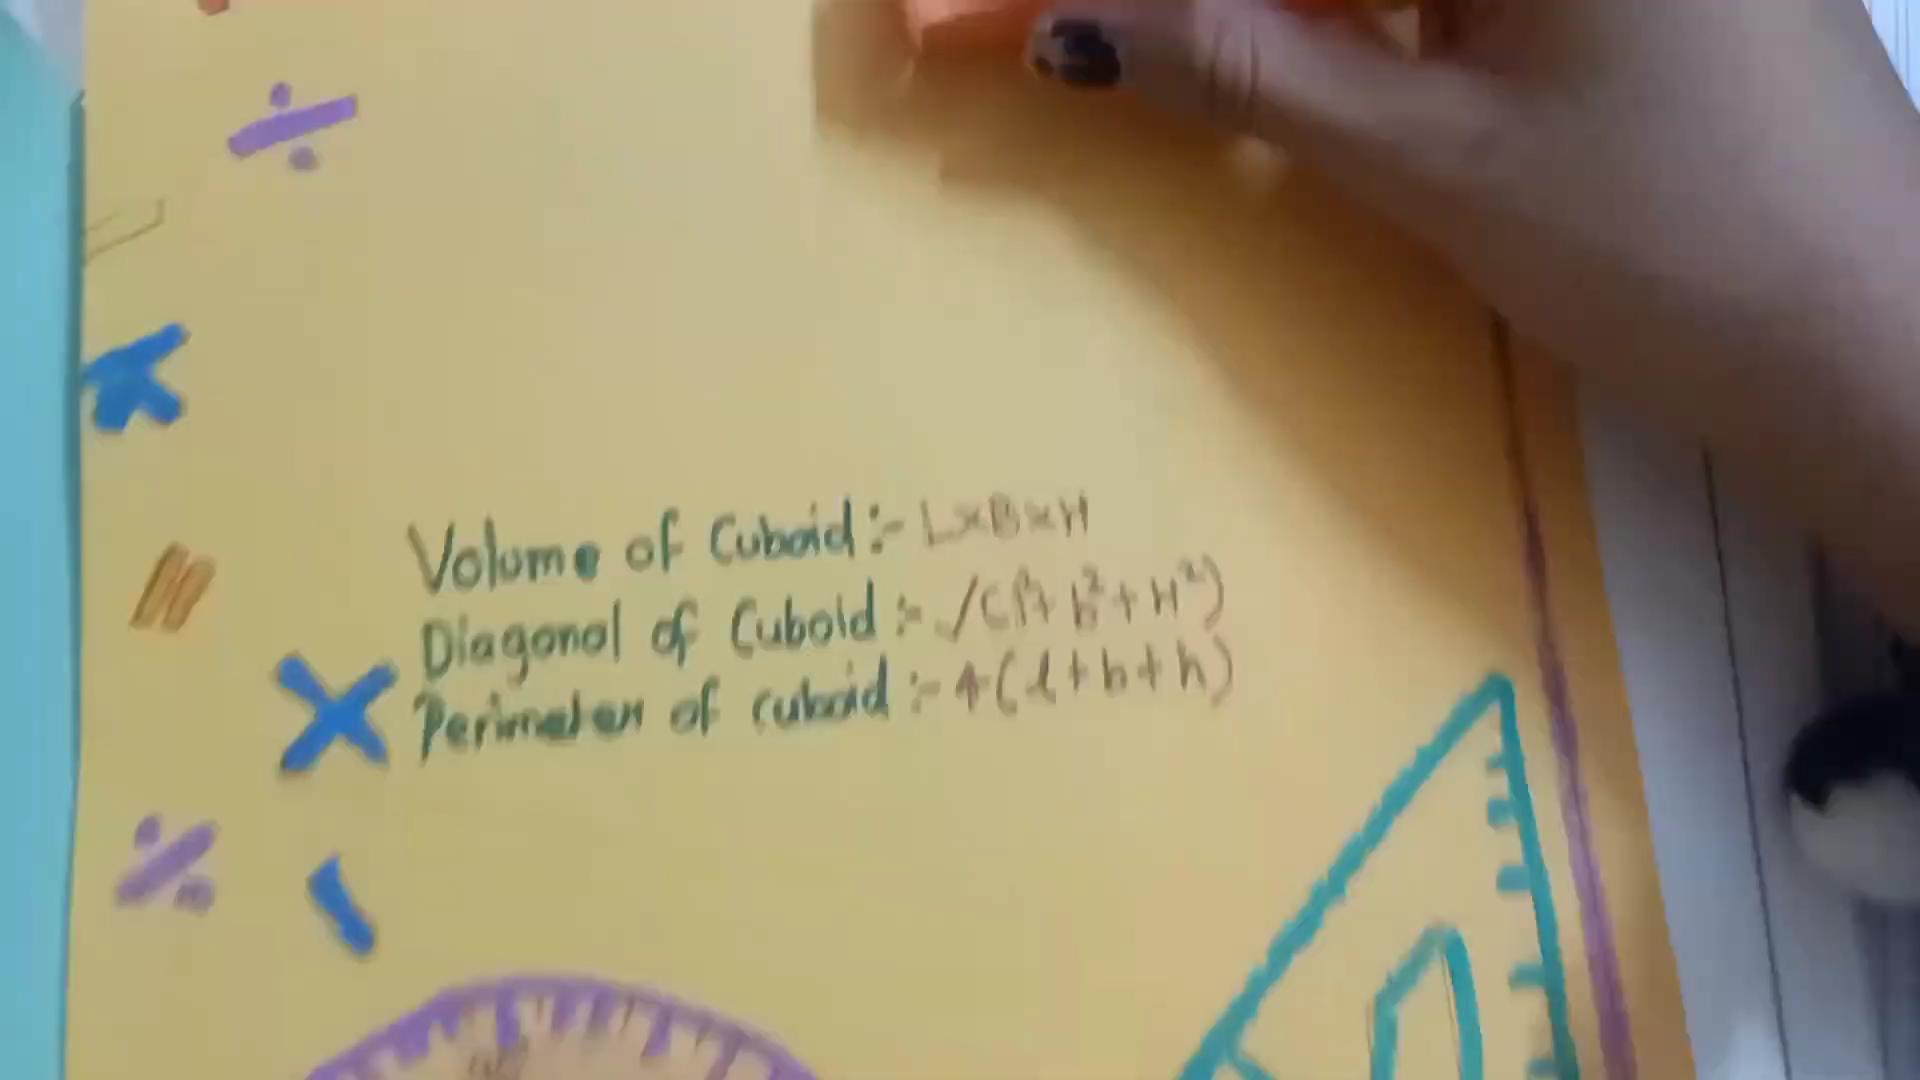 Volume of Cuboid :- L×B×H
Diagonal of Cuboid :- √(l²+b²+H²)
Perimeter of cuboid :- 4(l+b+h)